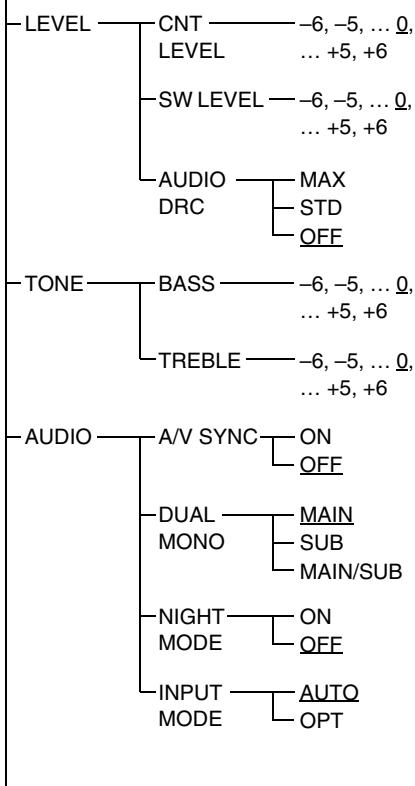 LEVEL CNT –6, –5, … 0,
LEVEL … +5, +6
SW LEVEL –6, –5, … 0,
… +5, +6
AUDIO MAX
DRC STD
OFF
TONE BASS –6, –5, … 0,
… +5, +6
TREBLE –6, –5, … 0,
… +5, +6
AUDIO A/V SYNC ON
OFF
DUAL MAIN
MONO SUB
MAIN/SUB
NIGHT ON
MODE OFF
INPUT AUTO
MODE OPT